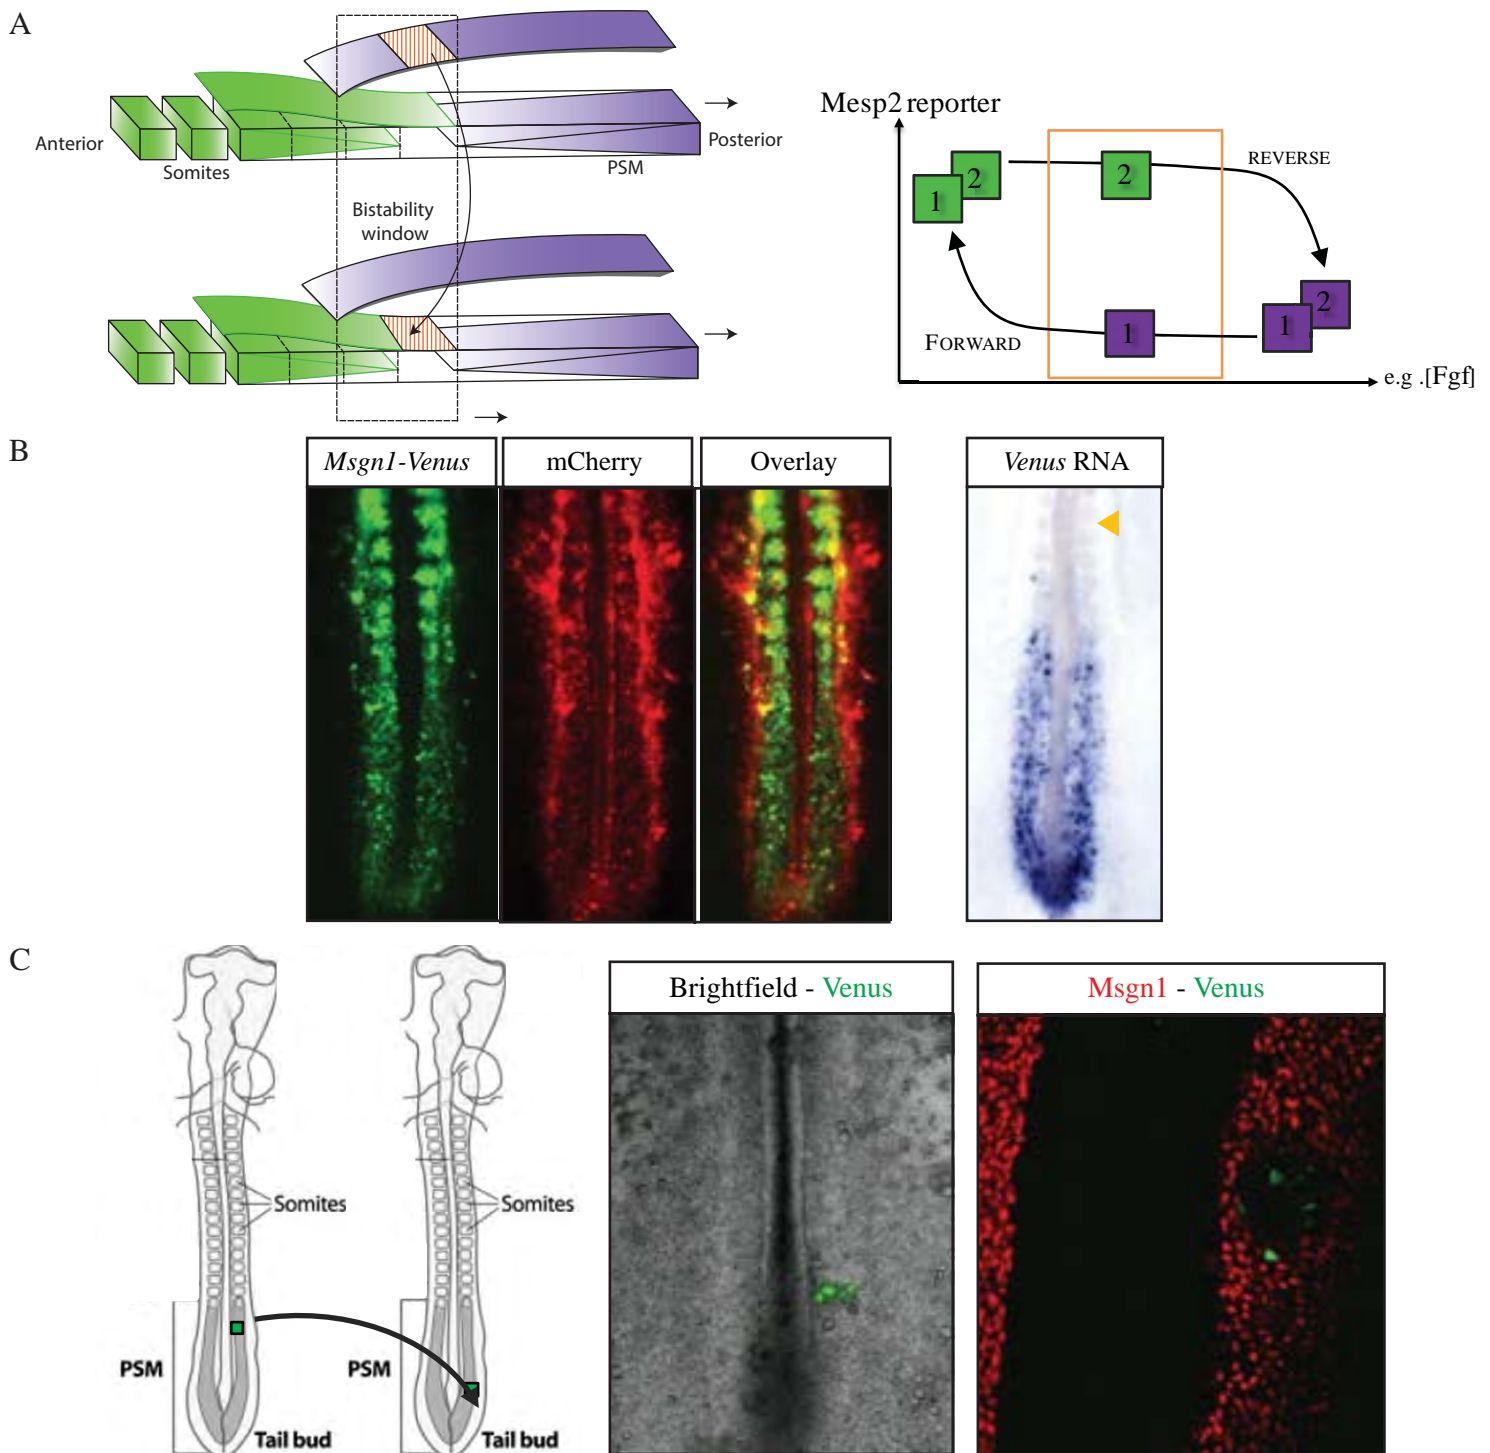 A
Anterior
Somites
PSM
Posterior
Bistability
window
Mesp2 reporter
1
2
2
REVERSE
FORWARD
1
1
2
e.g .[Fgf]
B
Msgn1-Venus
mCherry
Overlay
Venus RNA
C
Somites
PSM
Tail bud
Somites
PSM
Tail bud
Brightfield - Venus
Msgn1 - Venus